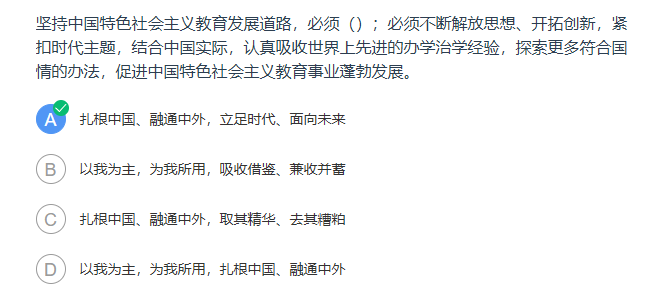 坚持中国特色社会主义教育发展道路，必须（）；必须不断解放思想、开拓创新，紧
扣时代主题，结合中国实际，认真吸收世界上先进的办学治学经验，探索更多符合国
情的办法，促进中国特色社会主义教育事业蓬勃发展。
A 扎根中国、融通中外，立足时代、面向未来
B 以我为主，为我所用，吸收借鉴、兼收并蓄
C 扎根中国、融通中外，取其精华、去其糟粕
D 以我为主，为我所用，扎根中国、融通中外